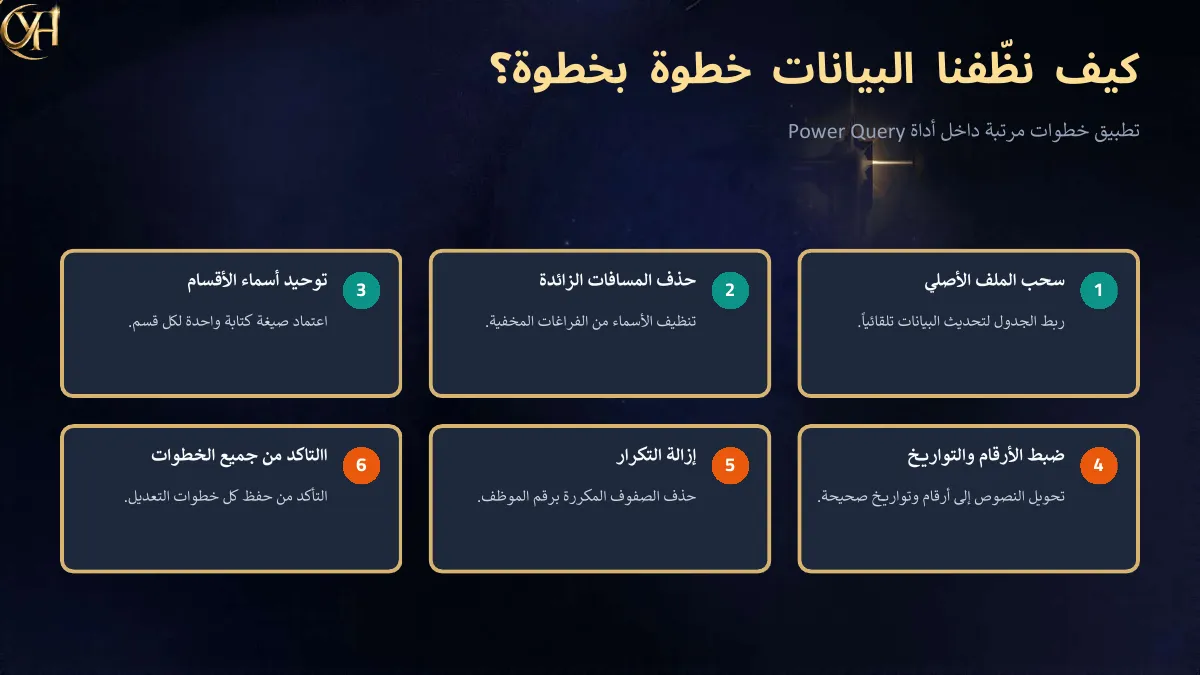 CYH
كيف نظّفنا البيانات خطوة بخطوة؟
تطبيق خطوات مرتبة داخل أداة Power Query
1
سحب الملف الأصلي
ربط الجدول لتحديث البيانات تلقائياً.
2
حذف المسافات الزائدة
تنظيف الأسماء من الفراغات المخفية.
3
توحيد أسماء الأقسام
اعتماد صيغة كتابة واحدة لكل قسم.
4
ضبط الأرقام والتواريخ
تحويل النصوص إلى أرقام وتواريخ صحيحة.
5
إزالة التكرار
حذف الصفوف المكررة برقم الموظف.
6
االتاكد من جميع الخطوات
التأكد من حفظ كل خطوات التعديل.